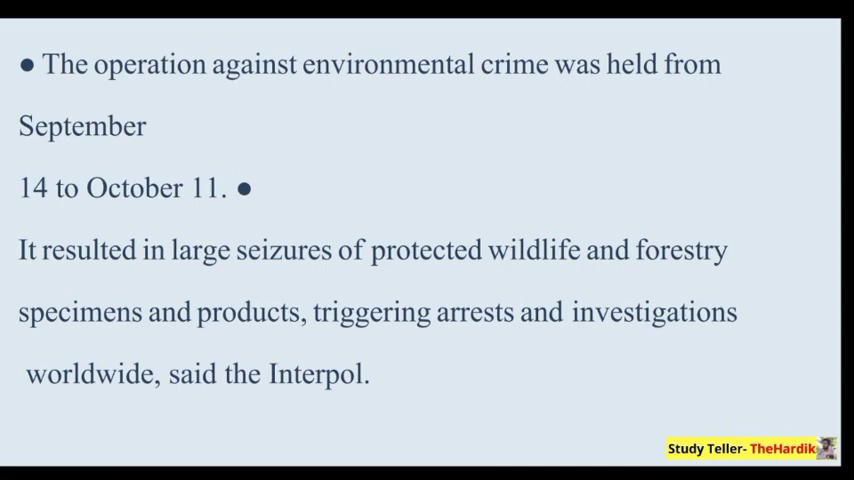 ● The operation against environmental crime was held from
September
14 to October 11. ●
It resulted in large seizures of protected wildlife and forestry
specimens and products, triggering arrests and investigations
worldwide, said the Interpol.
Study Teller- TheHardik